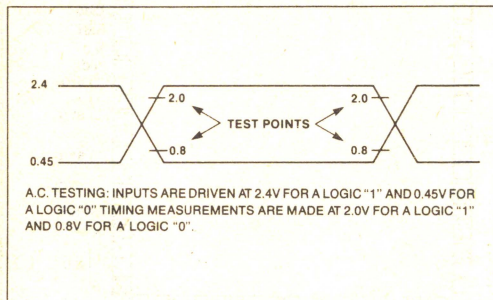 2.4
2.0
2.0
TEST POINTS
0.8
0.8
0.45
A.C. TESTING: INPUTS ARE DRIVEN AT 2.4V FOR A LOGIC “1” AND 0.45V FOR
A LOGIC “0” TIMING MEASUREMENTS ARE MADE AT 2.0V FOR A LOGIC “1”
AND 0.8V FOR A LOGIC “0”.